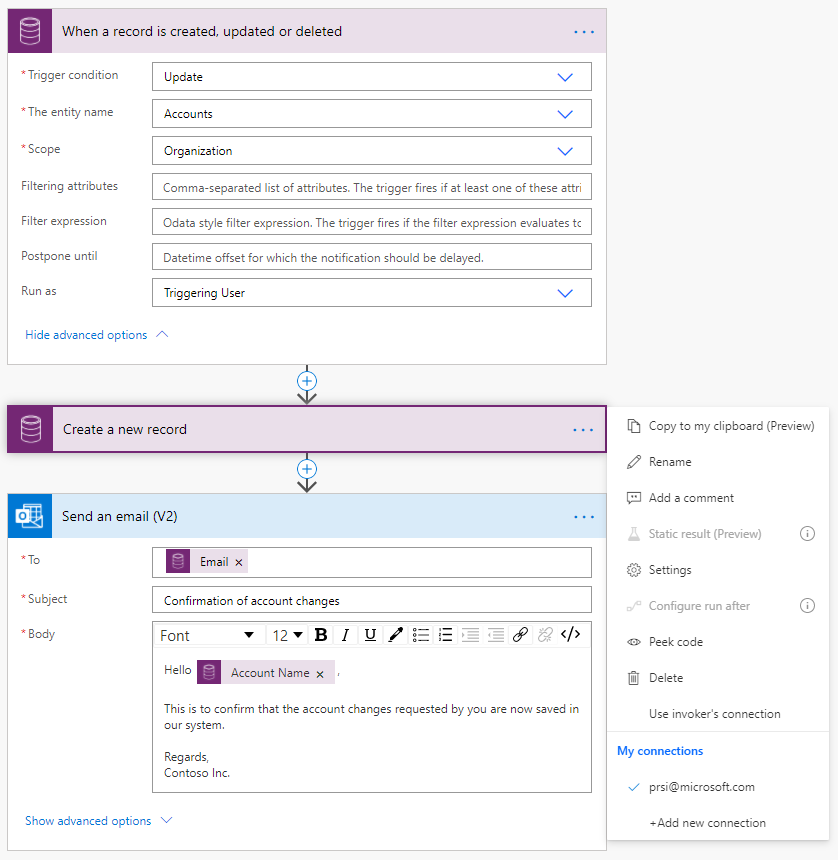 When a record is created, updated or deleted
* Trigger condition
Update
* The entity name
Accounts
* Scope
Organization
Filtering attributes
Comma-separated list of attributes. The trigger fires if at least one of these attri
Filter expression
Odata style filter expression. The trigger fires if the filter expression evaluates tc
Postpone until
Datetime offset for which the notification should be delayed.
Run as
Triggering User
Hide advanced options
Create a new record
Copy to my clipboard (Preview)
Rename
Add a comment
Static result (Preview)
Settings
Configure run after
Peek code
Delete
Use invoker's connection
My connections
prsi@microsoft.com
+Add new connection
Send an email (V2)
* To
Email ×
* Subject
Confirmation of account changes
* Body
Font 12 B I U </>
Hello Account Name × ,
This is to confirm that the account changes requested by you are now saved in
our system.
Regards,
Contoso Inc.
Show advanced options